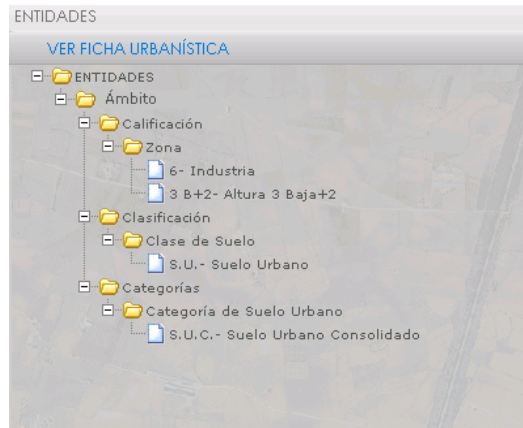 ENTIDADES
VER FICHA URBANÍSTICA
ENTIDADES
Ámbito
Calificación
Zona
6- Industria
3 B+2- Altura 3 Baja+2
Clasificación
Clase de Suelo
S.U.- Suelo Urbano
Categorías
Categoría de Suelo Urbano
S.U.C.- Suelo Urbano Consolidado